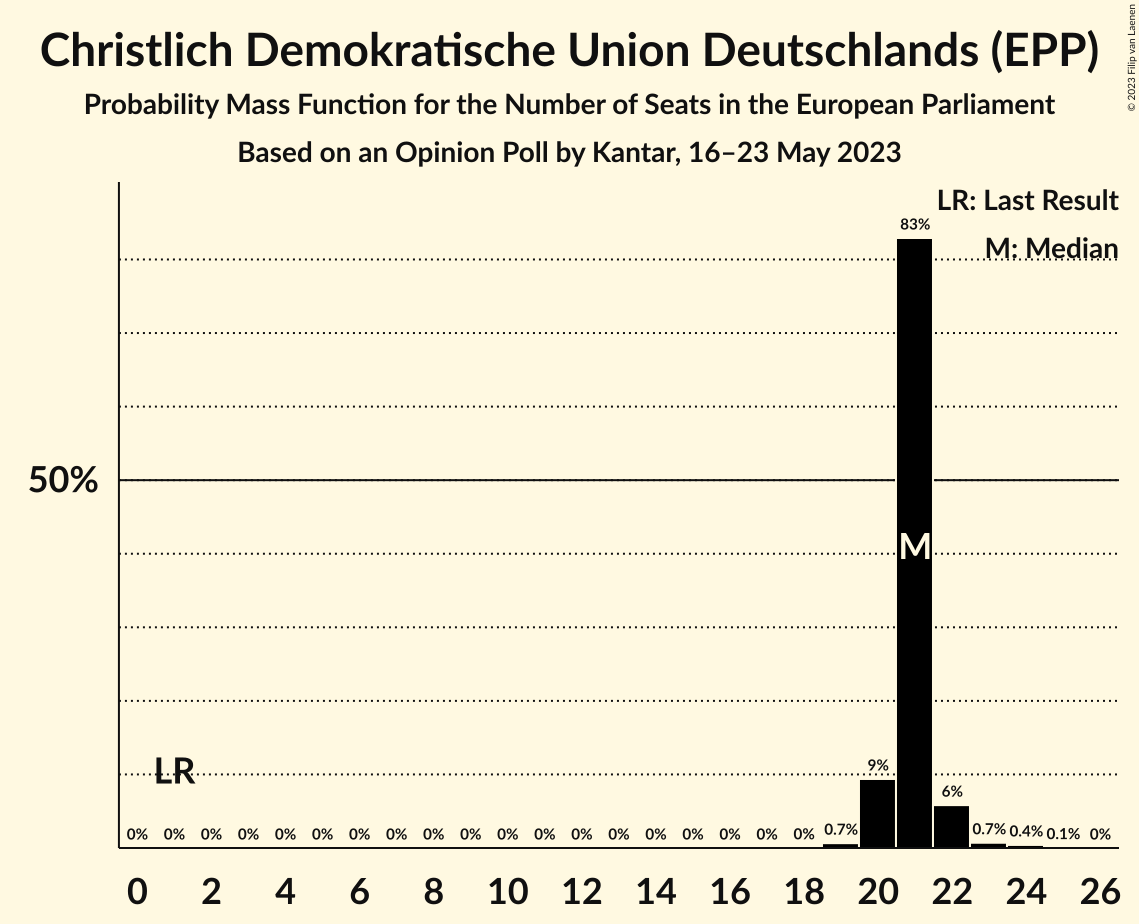 Christlich Demokratische Union Deutschlands (EPP)
Probability Mass Function for the Number of Seats in the European Parliament
Based on an Opinion Poll by Kantar, 16–23 May 2023
© 2023 Filip van Laenen
LR: Last Result
M: Median
83%
50%
M
LR
9%
6%
0% 0% 0% 0% 0% 0% 0% 0% 0% 0% 0% 0% 0% 0% 0% 0% 0% 0% 0% 0.7% 0.7% 0.4% 0.1% 0%
0 2 4 6 8 10 12 14 16 18 20 22 24 26